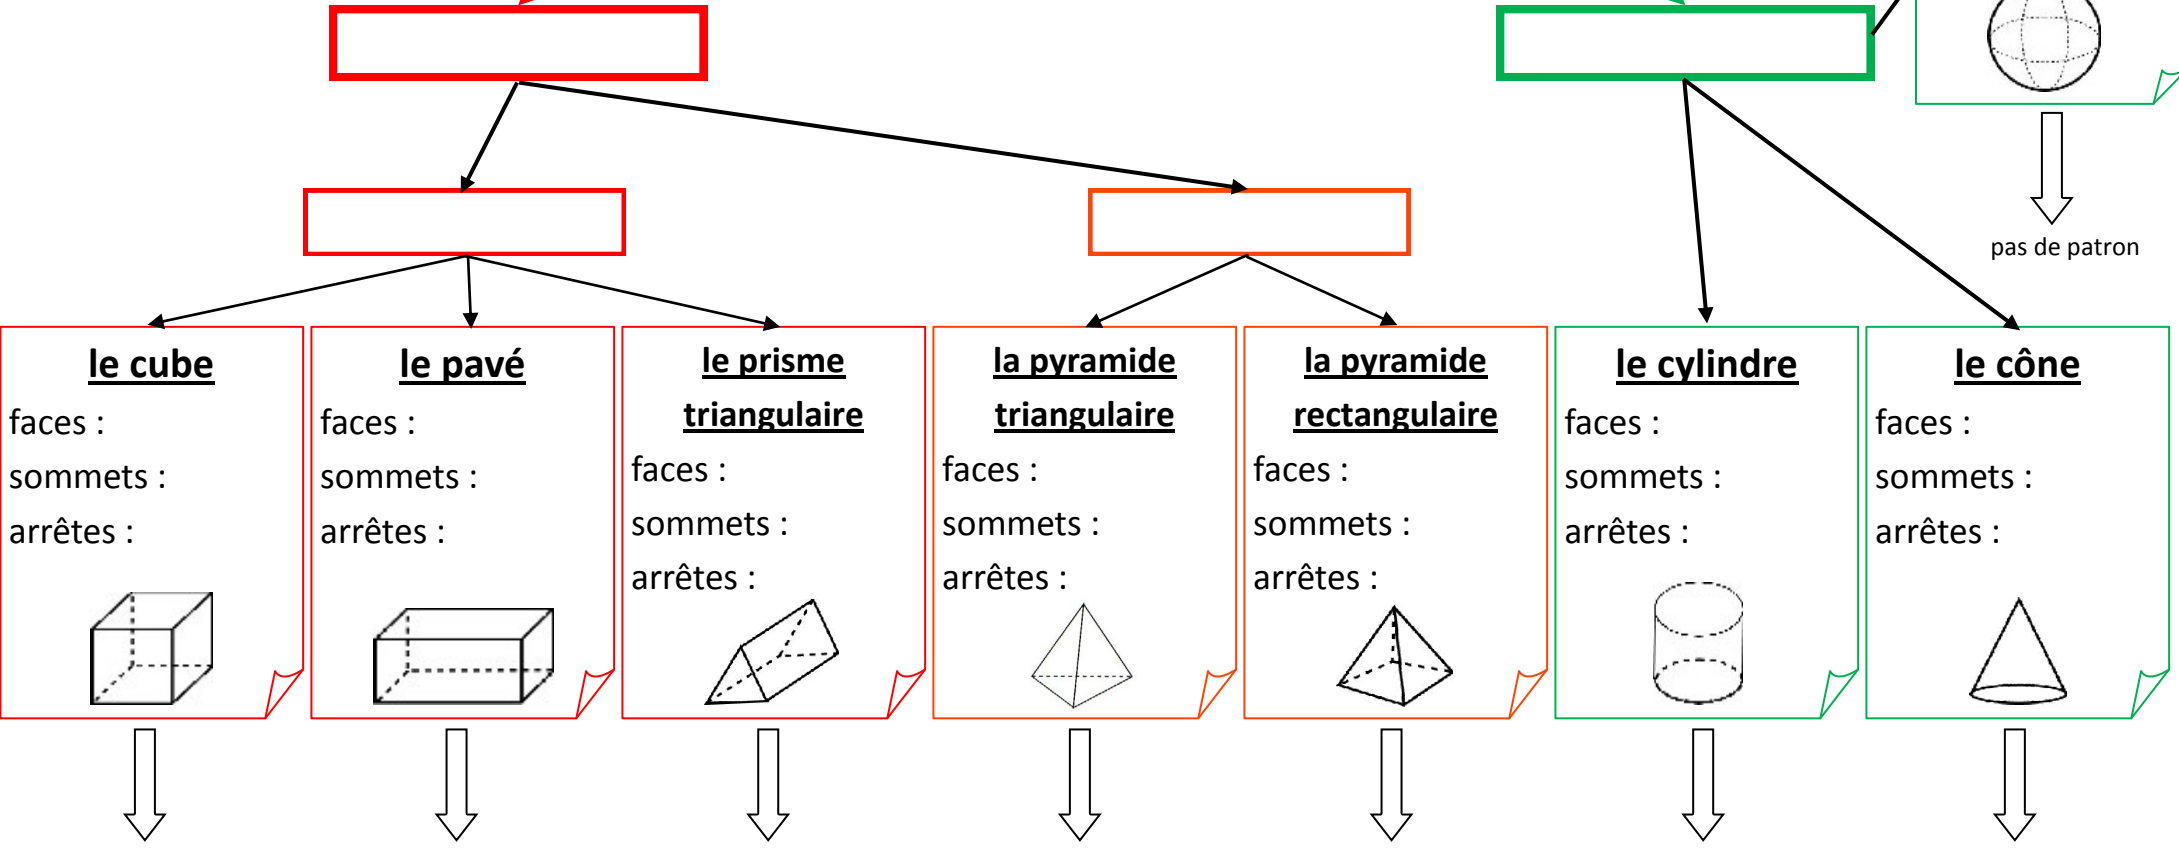 pas de patron
le cube
faces :
sommets :
arrêtes :
le pavé
faces :
sommets :
arrêtes :
le prisme
triangulaire
faces :
sommets :
arrêtes :
la pyramide
triangulaire
faces :
sommets :
arrêtes :
la pyramide
rectangulaire
faces :
sommets :
arrêtes :
le cylindre
faces :
sommets :
arrêtes :
le cône
faces :
sommets :
arrêtes :